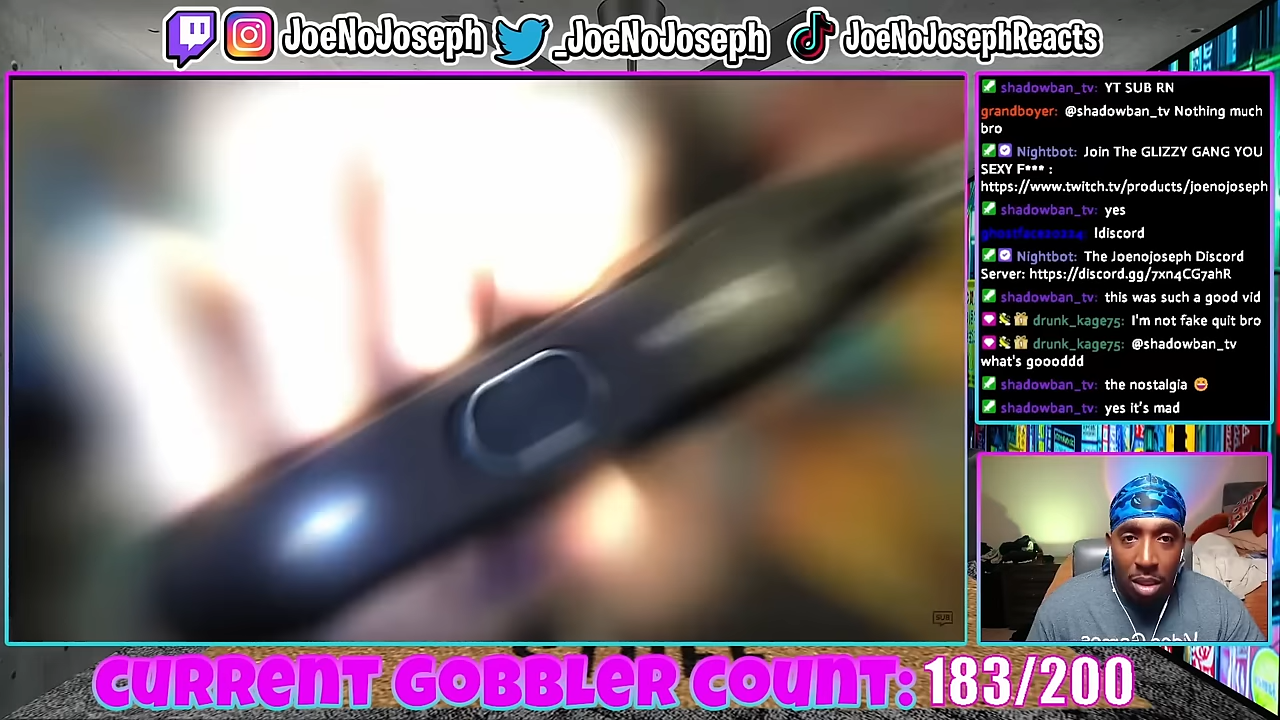 JoeNoJoseph _JoeNoJoseph JoeNoJosephReacts
shadowban_tv: YT SUB RN
grandboyer: @shadowban_tv Nothing much
bro
Nightbot: Join The GLIZZY GANG YOU
SEXY F*** :
https://www.twitch.tv/products/joenojoseph
shadowban_tv: yes
ghostface20224: !discord
Nightbot: The Joenojoseph Discord
Server: https://discord.gg/7xn4CG7ahR
shadowban_tv: this was such a good vid
drunk_kage75: I'm not fake quit bro
drunk_kage75: @shadowban_tv
what's goooddd
shadowban_tv: the nostalgia 😅
shadowban_tv: yes it's mad
SUB
CURRENT GOBBLER COUNT: 183/200